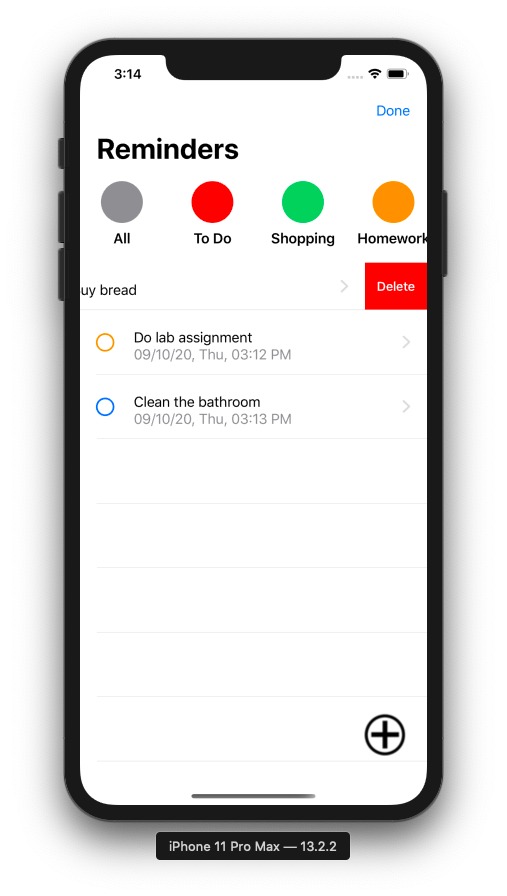 3:14
Done
Reminders
All To Do Shopping Homework
uy bread Delete
Do lab assignment
09/10/20, Thu, 03:12 PM
Clean the bathroom
09/10/20, Thu, 03:13 PM
iPhone 11 Pro Max — 13.2.2